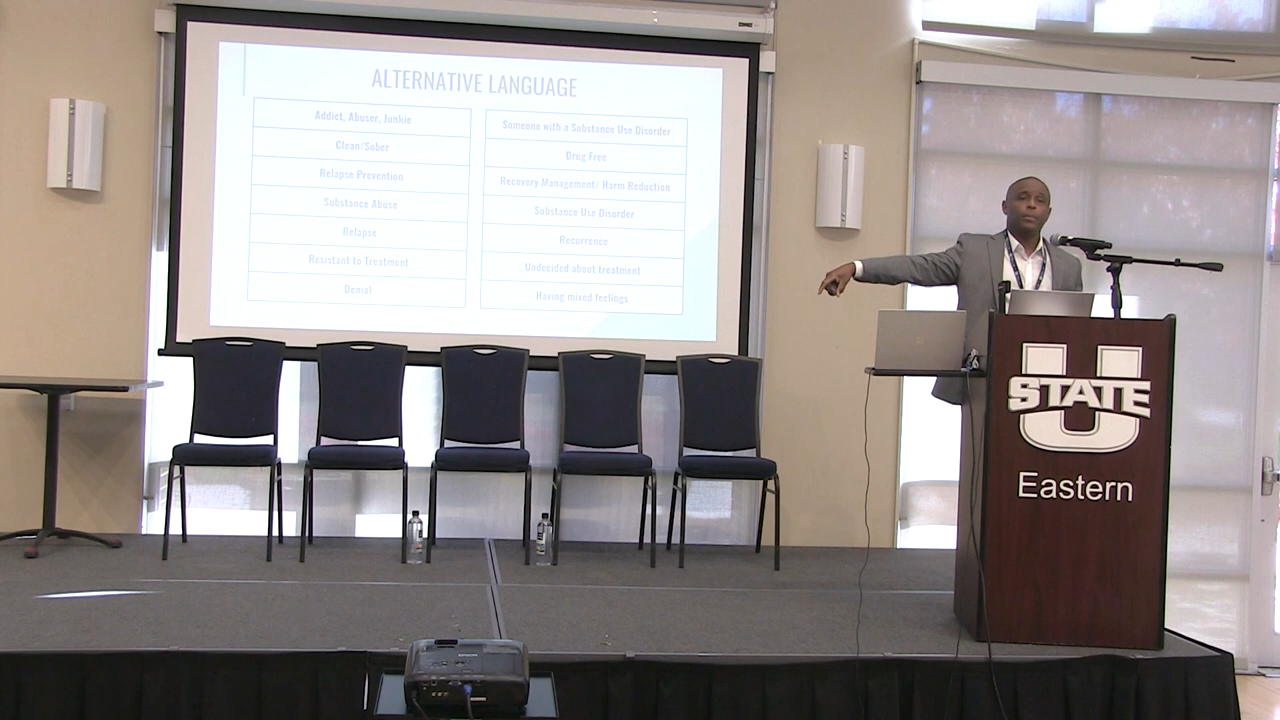 ALTERNATIVE LANGUAGE
Addict, Abuser, Junkie
Someone with a Substance Use Disorder
Clean/Sober
Drug Free
Relapse Prevention
Recovery Management/ Harm Reduction
Substance Abuse
Substance Use Disorder
Relapse
Recurrence
Resistant to Treatment
Undecided about treatment
Denial
Having mixed feelings
U
STATE
Eastern